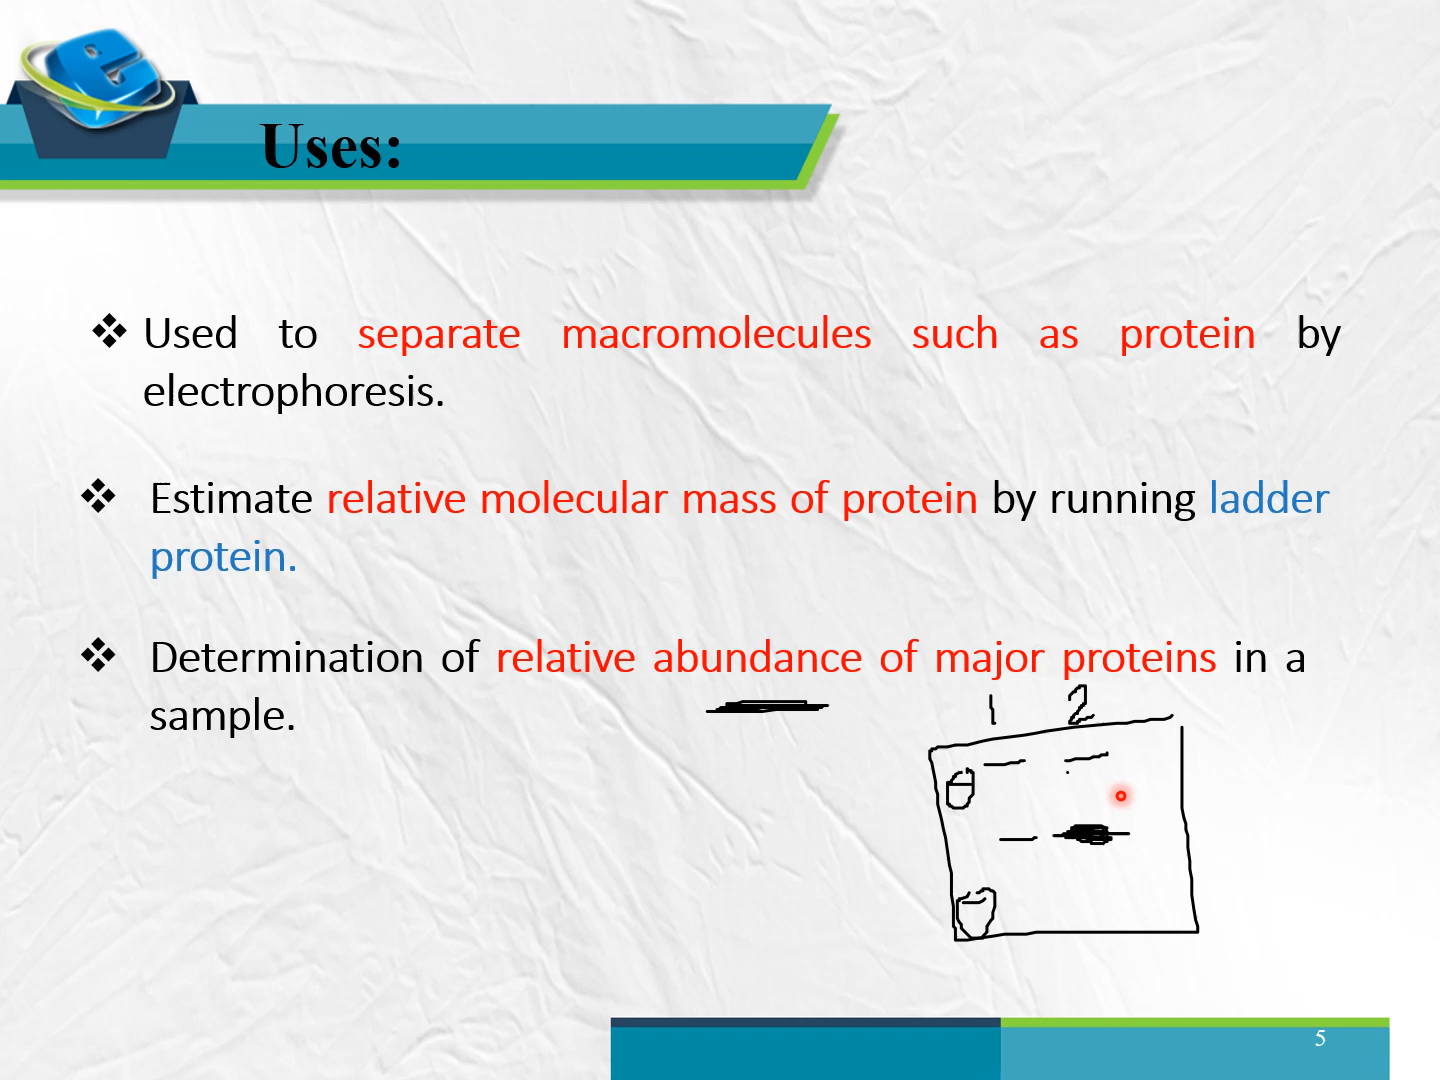 Uses:
❖ Used to separate macromolecules such as protein by
electrophoresis.
❖ Estimate relative molecular mass of protein by running ladder
protein.
❖ Determination of relative abundance of major proteins in a
sample.
1 2
5